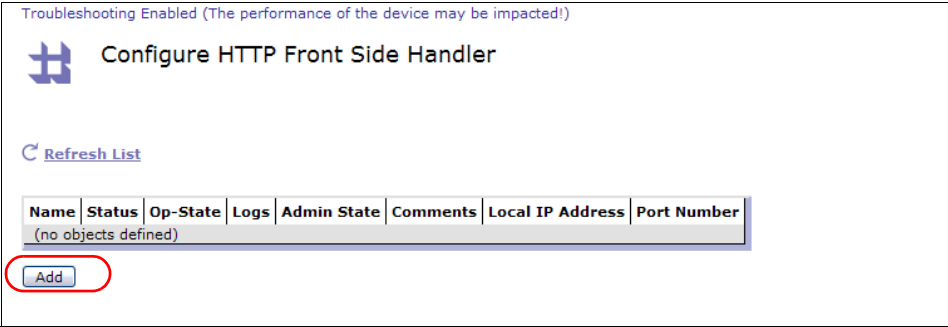 Troubleshooting Enabled (The performance of the device may be impacted!)
Configure HTTP Front Side Handler
Refresh List
Name Status Op-State Logs Admin State Comments Local IP Address Port Number
(no objects defined)
Add